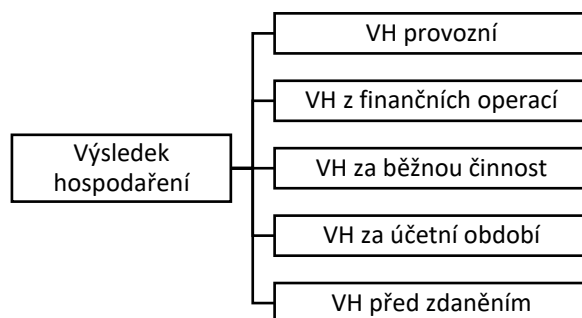 VH provozní
VH z finančních operací
Výsledek
hospodaření
VH za běžnou činnost
VH za účetní období
VH před zdaněním